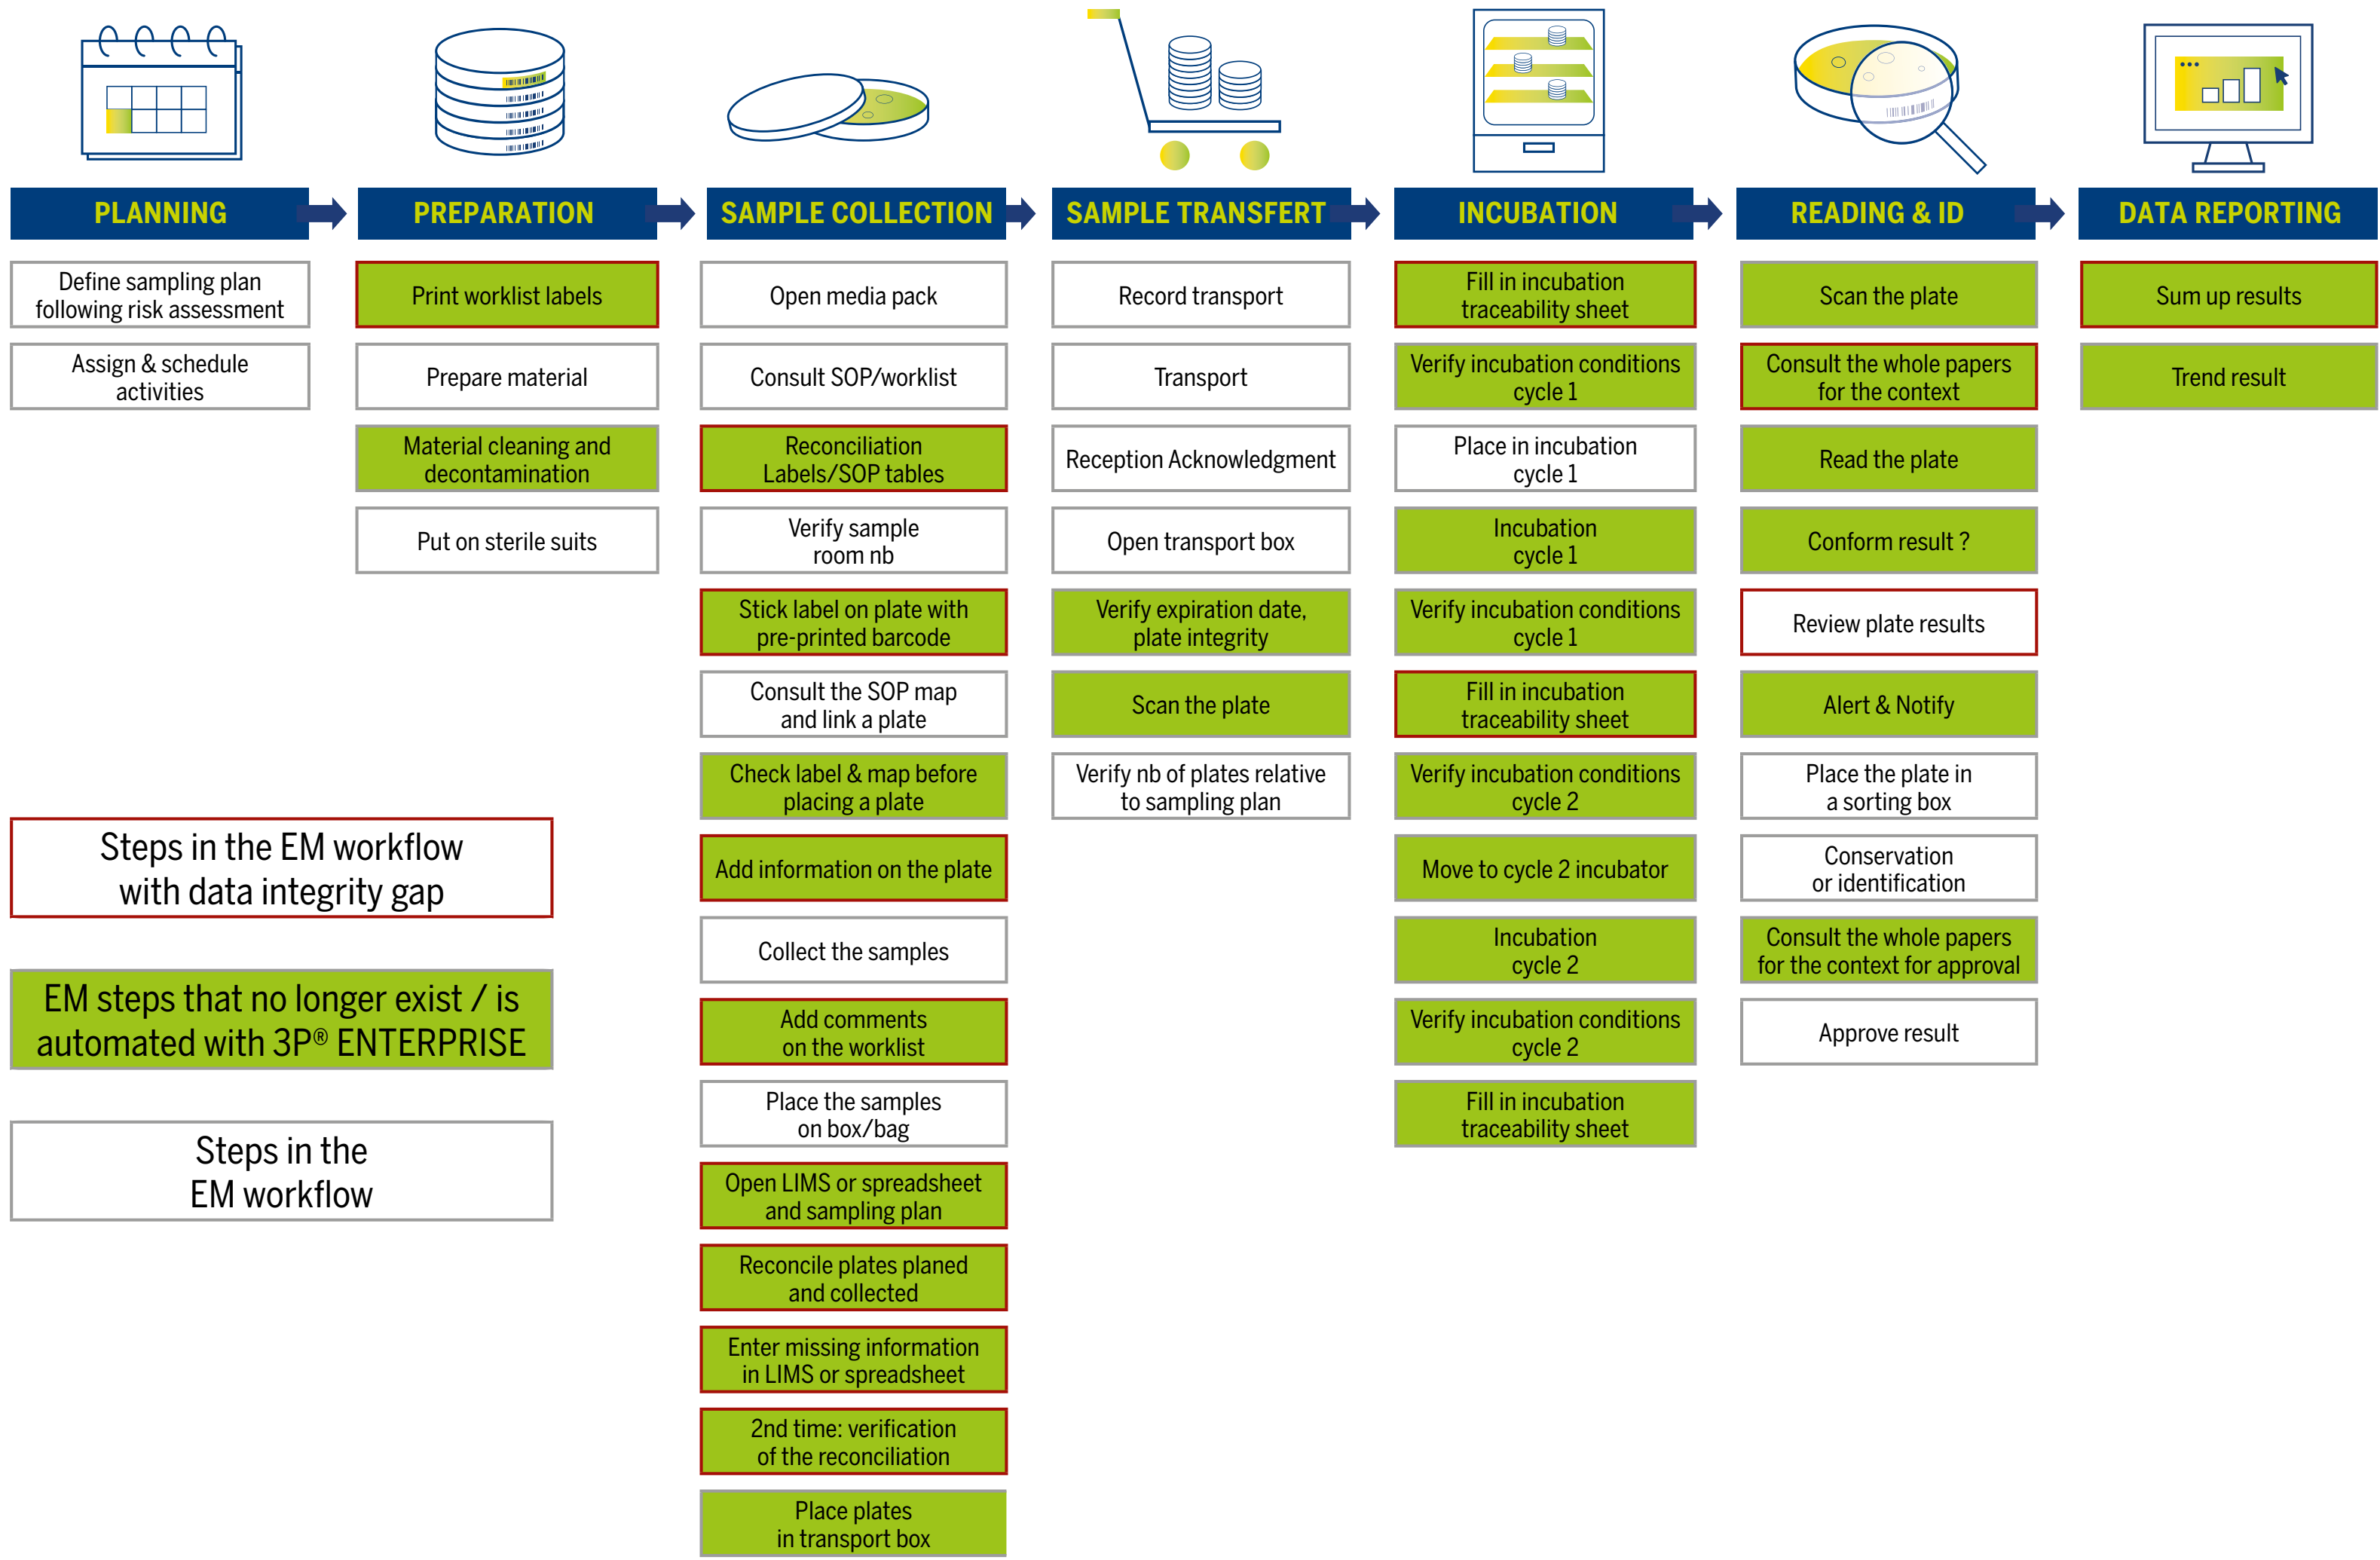 PLANNING
PREPARATION
SAMPLE COLLECTION
SAMPLE TRANSFERT
INCUBATION
READING & ID
DATA REPORTING
Define sampling plan
following risk assessment
Assign & schedule
activities
Print worklist labels
Prepare material
Material cleaning and
decontamination
Put on sterile suits
Open media pack
Consult SOP/worklist
Reconciliation
Labels/SOP tables
Verify sample
room nb
Stick label on plate with
pre-printed barcode
Consult the SOP map
and link a plate
Check label & map before
placing a plate
Add information on the plate
Collect the samples
Add comments
on the worklist
Place the samples
on box/bag
Open LIMS or spreadsheet
and sampling plan
Reconcile plates planed
and collected
Enter missing information
in LIMS or spreadsheet
2nd time: verification
of the reconciliation
Place plates
in transport box
Record transport
Transport
Reception Acknowledgment
Open transport box
Verify expiration date,
plate integrity
Scan the plate
Verify nb of plates relative
to sampling plan
Fill in incubation
traceability sheet
Verify incubation conditions
cycle 1
Place in incubation
cycle 1
Incubation
cycle 1
Verify incubation conditions
cycle 1
Fill in incubation
traceability sheet
Verify incubation conditions
cycle 2
Move to cycle 2 incubator
Incubation
cycle 2
Verify incubation conditions
cycle 2
Fill in incubation
traceability sheet
Scan the plate
Consult the whole papers
for the context
Read the plate
Conform result ?
Review plate results
Alert & Notify
Place the plate in
a sorting box
Conservation
or identification
Consult the whole papers
for the context for approval
Approve result
Sum up results
Trend result
Steps in the EM workflow
with data integrity gap
EM steps that no longer exist / is
automated with 3P® ENTERPRISE
Steps in the
EM workflow